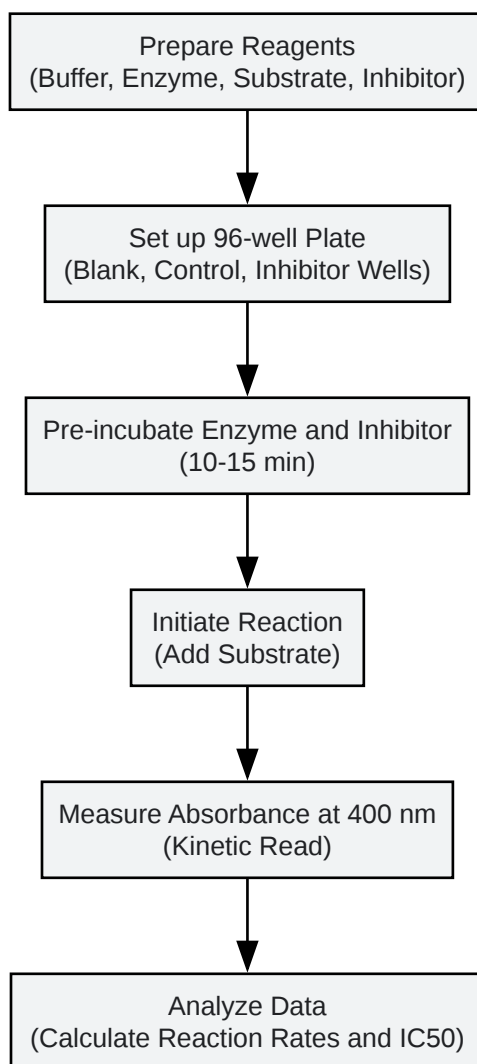 Prepare Reagents
(Buffer, Enzyme, Substrate, Inhibitor)
Set up 96-well Plate
(Blank, Control, Inhibitor Wells)
Pre-incubate Enzyme and Inhibitor
(10-15 min)
Initiate Reaction
(Add Substrate)
Measure Absorbance at 400 nm
(Kinetic Read)
Analyze Data
(Calculate Reaction Rates and IC50)